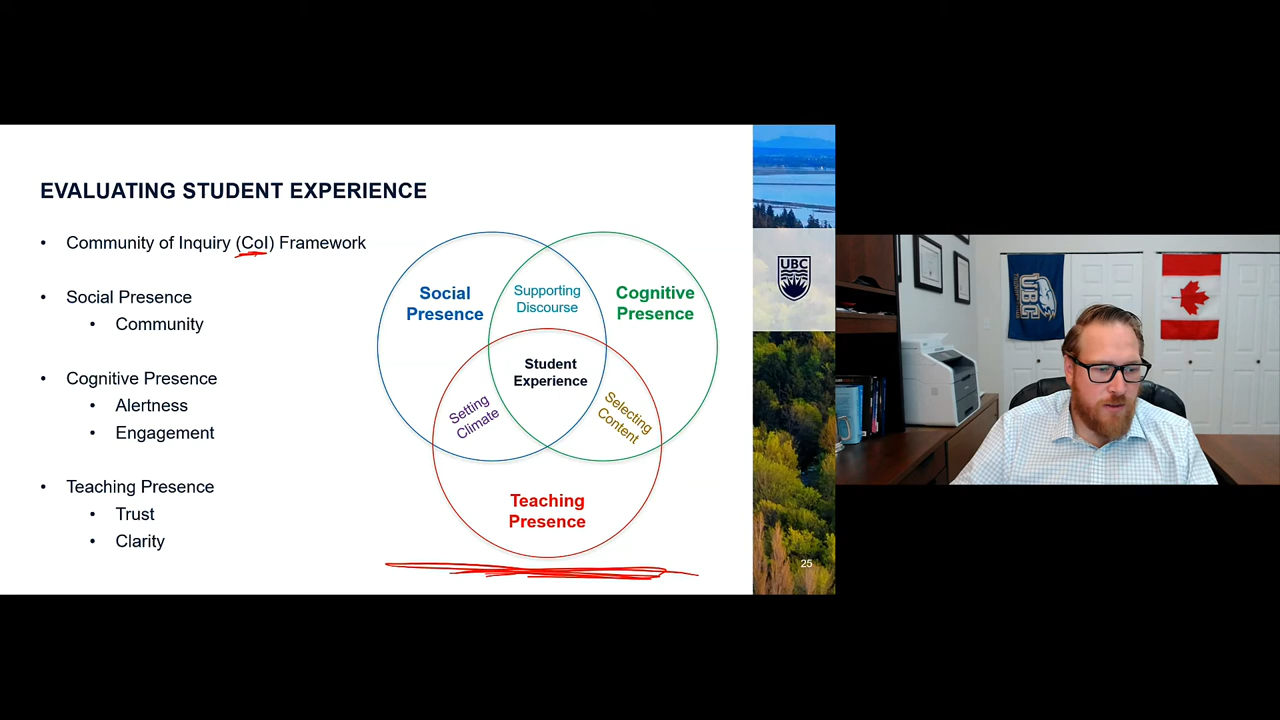 EVALUATING STUDENT EXPERIENCE
• Community of Inquiry (CoI) Framework
• Social Presence
• Community
• Cognitive Presence
• Alertness
• Engagement
• Teaching Presence
• Trust
• Clarity
Social
Presence
Supporting
Discourse
Cognitive
Presence
Student
Experience
Setting
Climate
Selecting
Content
Teaching
Presence
UBC
25
UBC